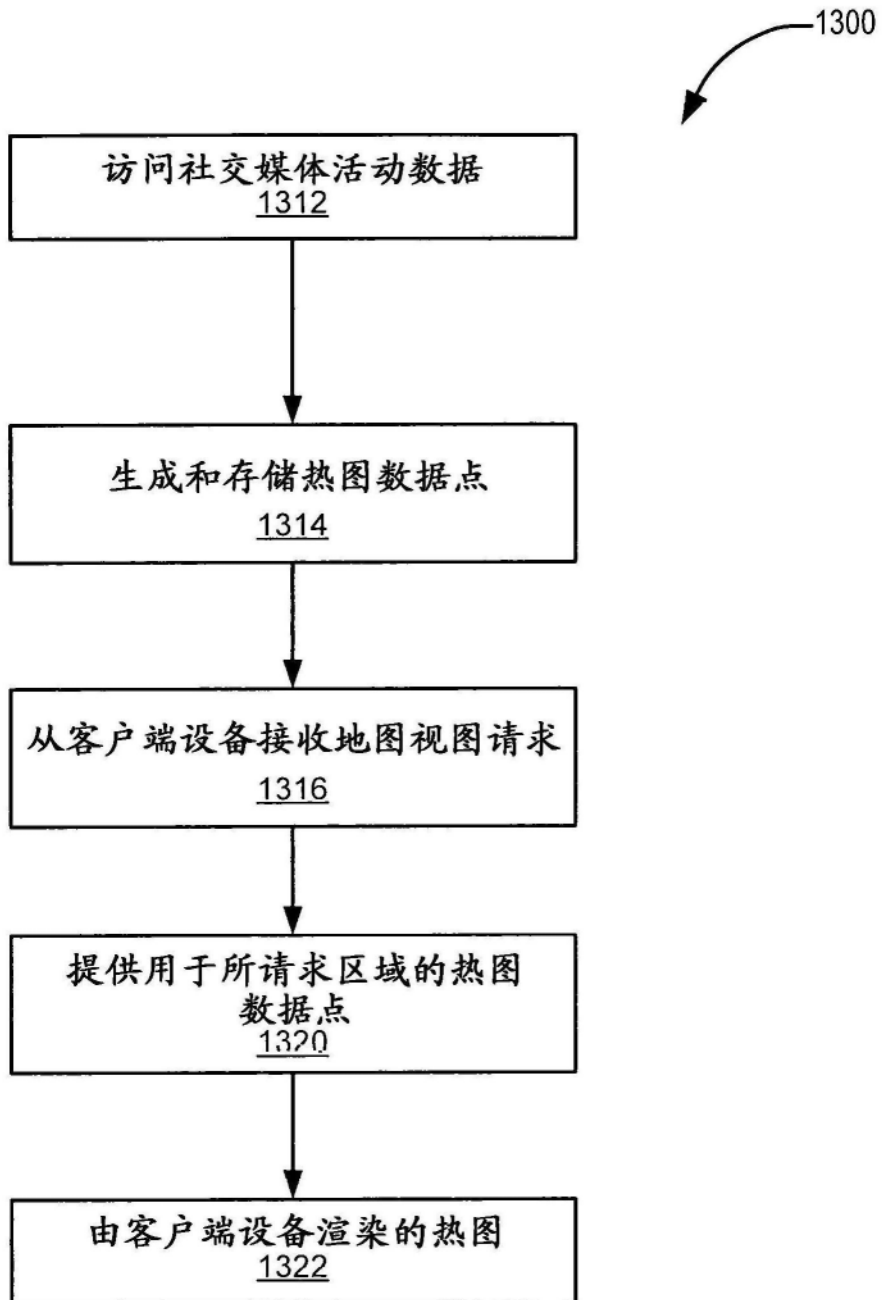 1300
访问社交媒体活动数据
1312
生成和存储热图数据点
1314
从客户端设备接收地图视图请求
1316
提供用于所请求区域的热图
数据点
1320
由客户端设备渲染的热图
1322